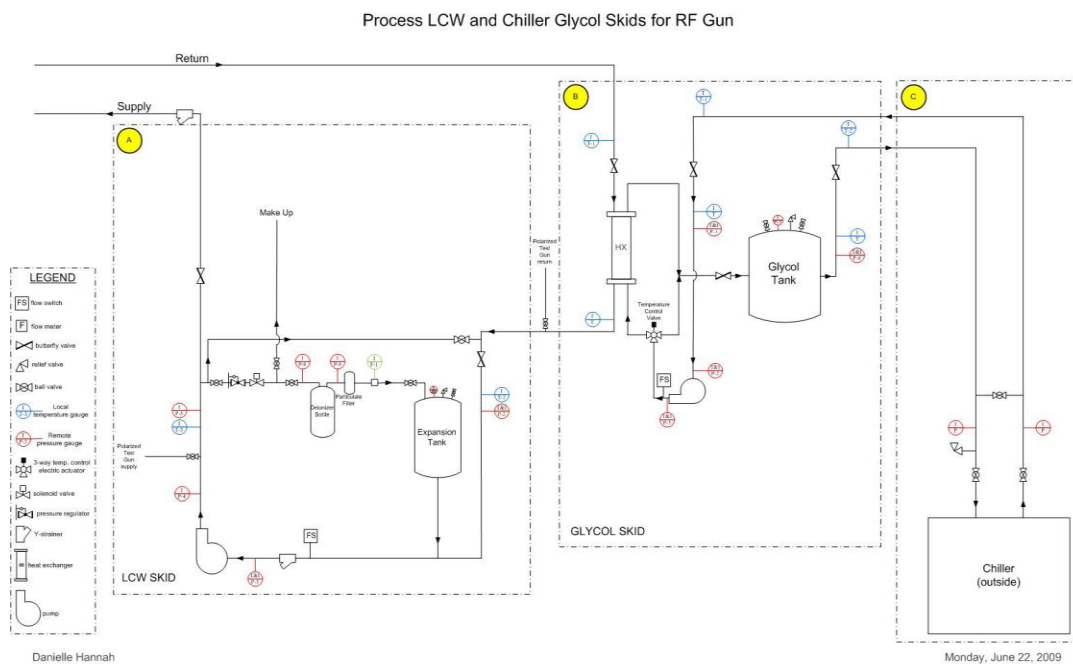 Process LCW and Chiller Glycol Skids for RF Gun
Return
Supply
A
B
C
Make Up
Polarized
Test
Gun
return
HX
Temperature
Control
Valve
Glycol
Tank
LEGEND
FS flow switch
F flow meter
butterfly valve
relief valve
ball valve
Local
temperature gauge
Remote
pressure gauge
3-way temp. control
electric actuator
solenoid valve
pressure regulator
Y-strainer
heat exchanger
pump
Deionizer
Bottle
Particulate
Filter
Expansion
Tank
Polarized
Test
Gun
supply
FS
FS
LCW SKID
GLYCOL SKID
Chiller
(outside)
Danielle Hannah
Monday, June 22, 2009